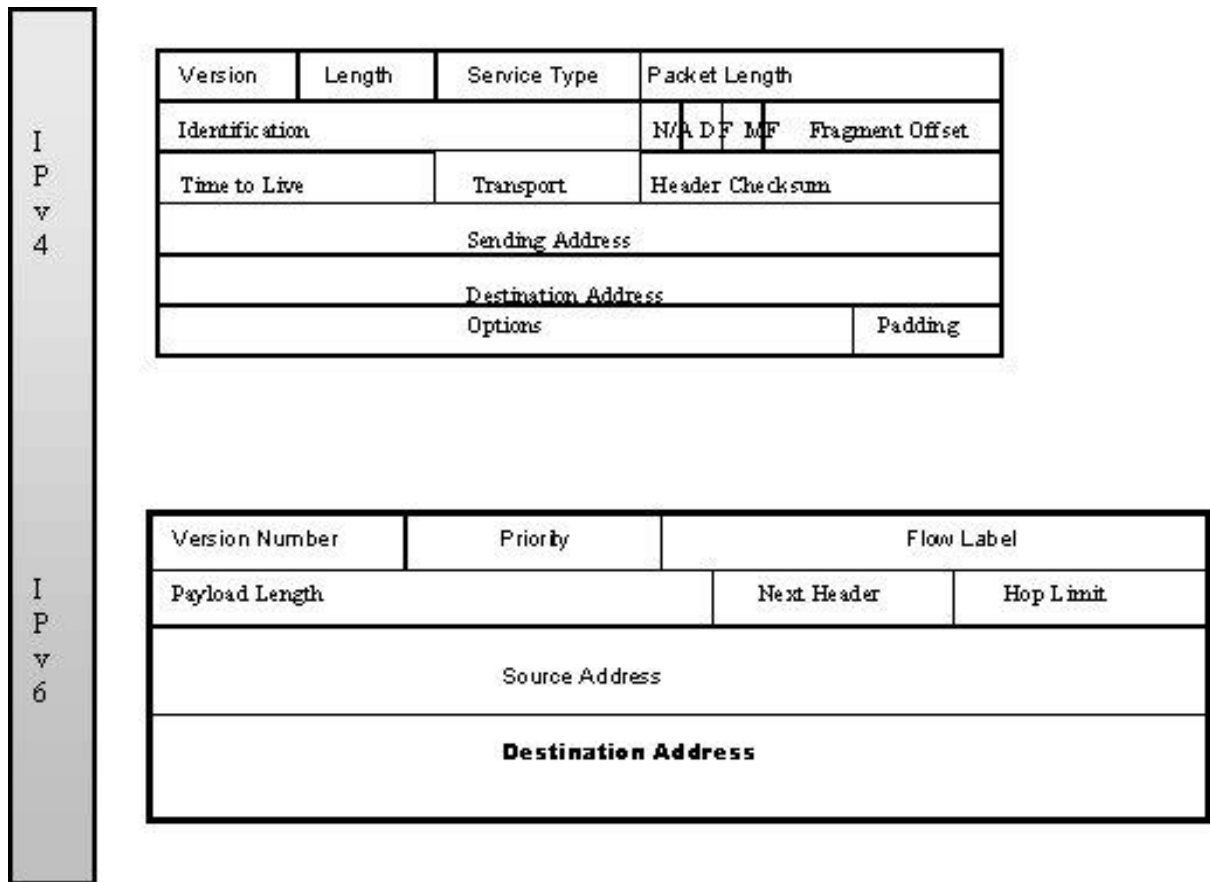 IPv4
Version Length Service Type Packet Length
Identification N/A DF MF Fragment Offset
Time to Live Transport Header Checksum
Sending Address
Destination Address
Options Padding
IPv6
Version Number Priority Flow Label
Payload Length Next Header Hop Limit
Source Address
Destination Address